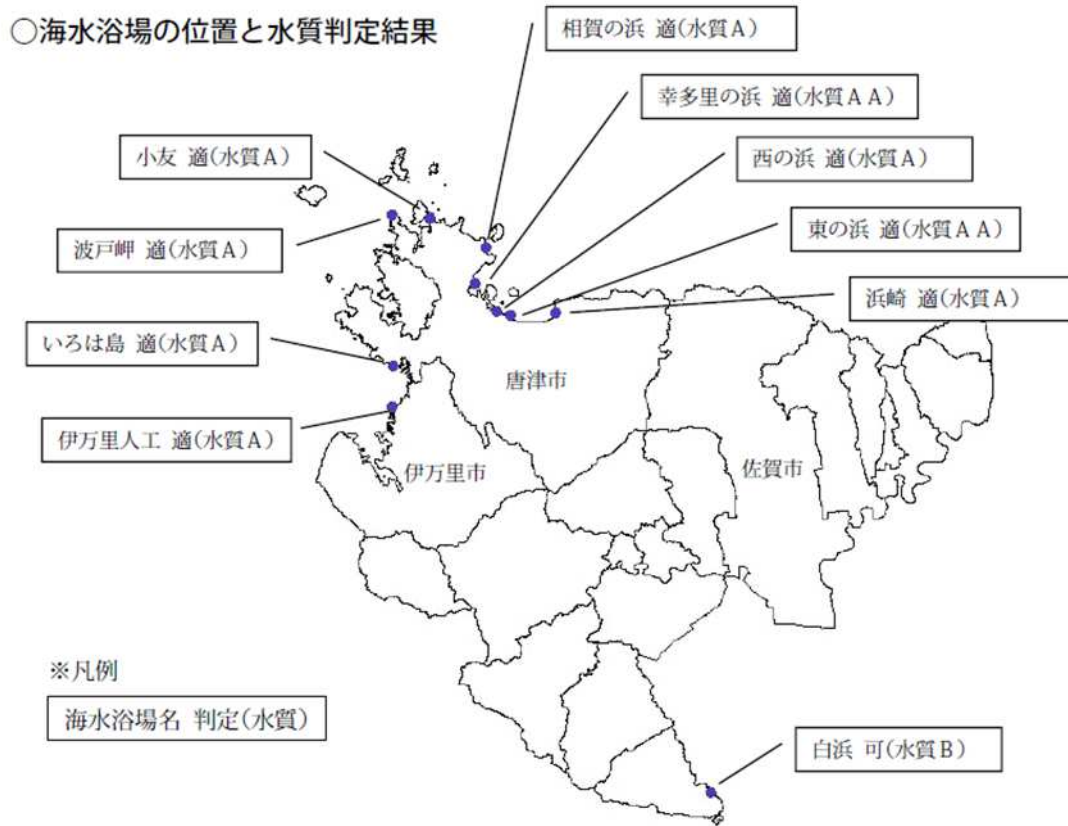 ○海水浴場の位置と水質判定結果
相賀の浜 適(水質A)
幸多里の浜 適(水質AA)
小友 適(水質A)
西の浜 適(水質A)
東の浜 適(水質AA)
波戸岬 適(水質A)
浜崎 適(水質A)
いろは島 適(水質A)
唐津市
伊万里人工 適(水質A)
伊万里市
佐賀市
※凡例
海水浴場名 判定(水質)
白浜 可(水質B)